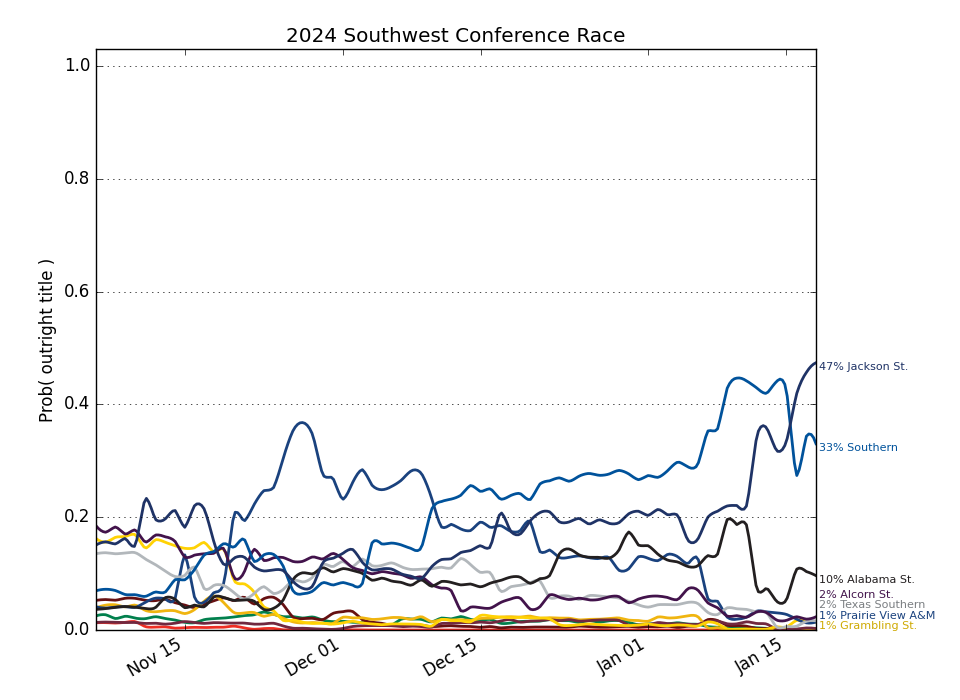 2024 Southwest Conference Race
Prob( outright title )
1.0
0.8
0.6
0.4
0.2
0.0
Nov 15
Dec 01
Dec 15
Jan 01
Jan 15
47% Jackson St.
33% Southern
10% Alabama St.
2% Alcorn St.
2% Texas Southern
1% Prairie View A&M
1% Grambling St.